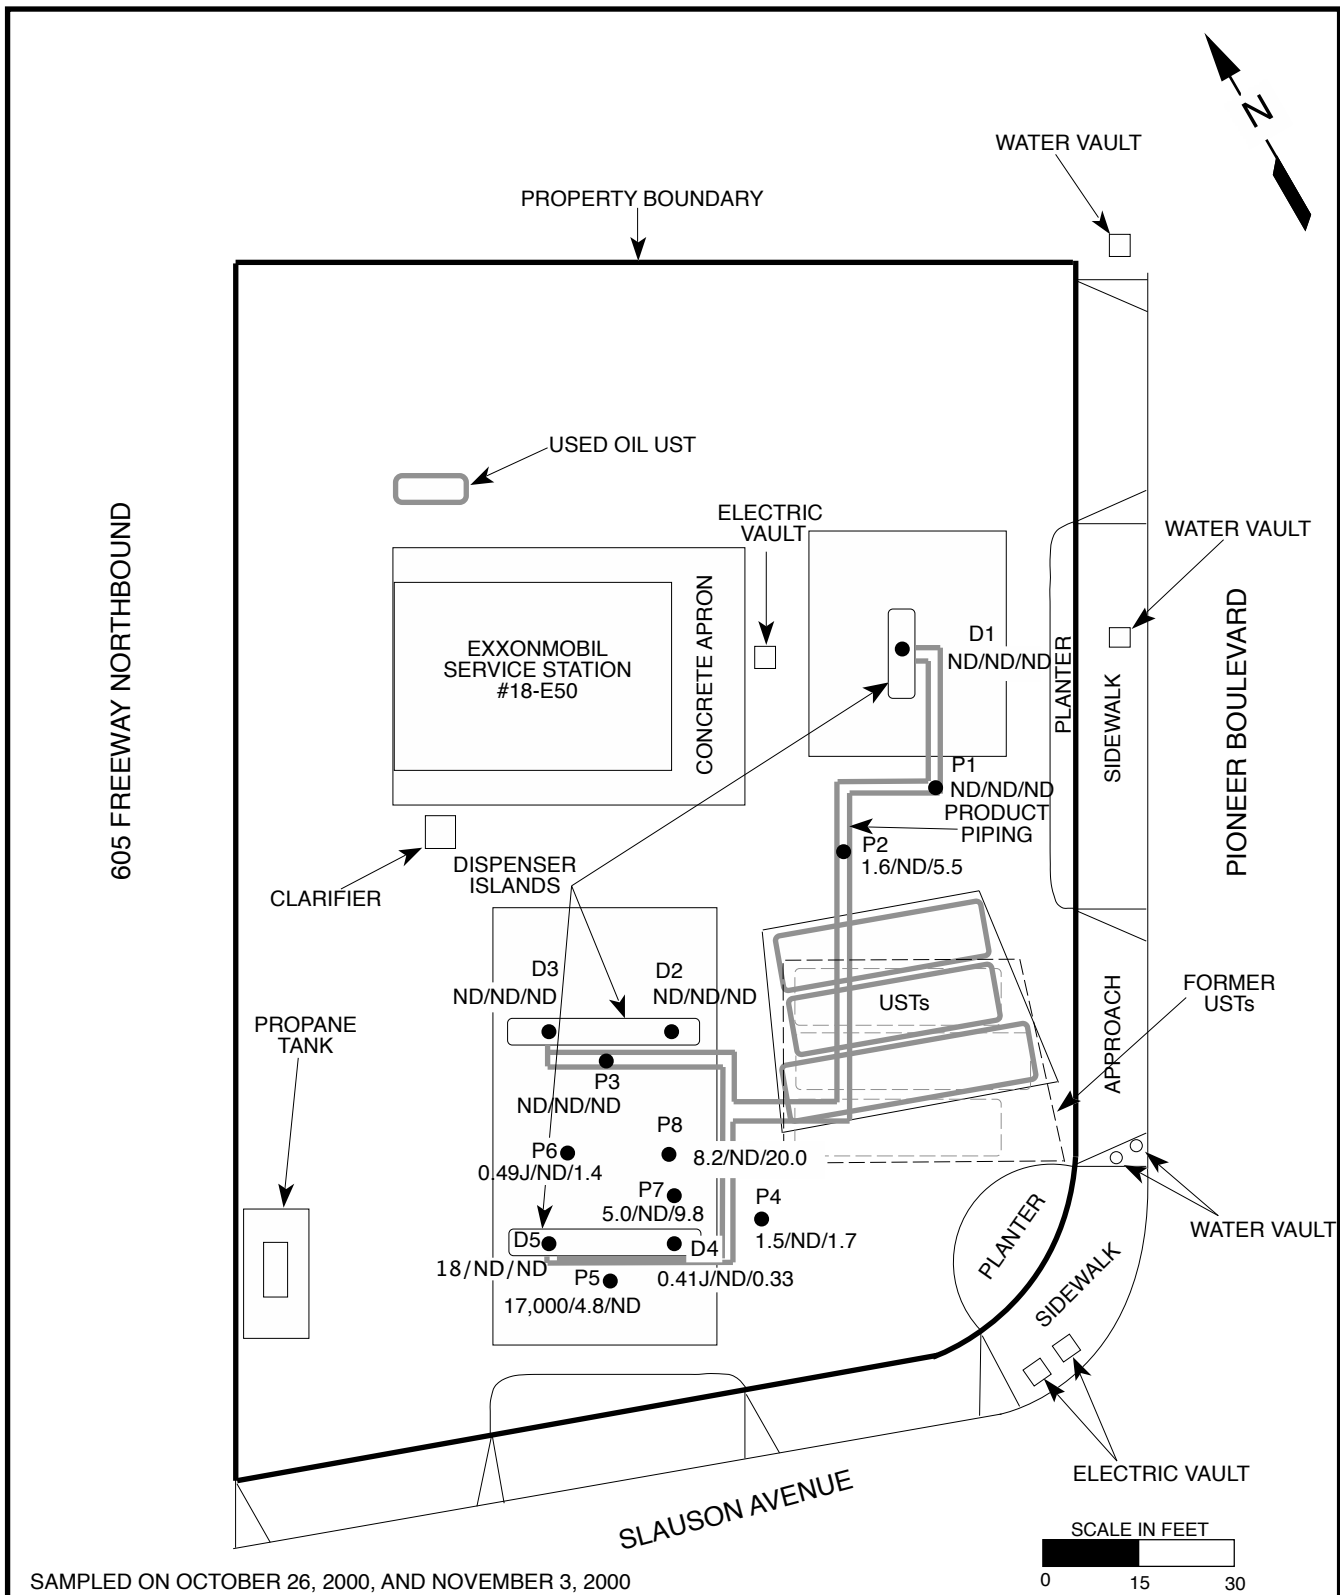 N
WATER VAULT
PROPERTY BOUNDARY
USED OIL UST
ELECTRIC
VAULT
WATER VAULT
605 FREEWAY NORTHBOUND
EXXONMOBIL
SERVICE STATION
#18-E50
CONCRETE APRON
D1
ND/ND/ND
PLANTER
SIDEWALK
PIONEER BOULEVARD
P1
ND/ND/ND
PRODUCT
PIPING
P2
1.6/ND/5.5
CLARIFIER
DISPENSER
ISLANDS
D3
ND/ND/ND
D2
ND/ND/ND
USTs
FORMER
USTs
APPROACH
PROPANE
TANK
P3
ND/ND/ND
P8
8.2/ND/20.0
P6
0.49J/ND/1.4
P7
5.0/ND/9.8
P4
1.5/ND/1.7
D5
18/ND/ND
D4
0.41J/ND/0.33
P5
17,000/4.8/ND
PLANTER
SIDEWALK
WATER VAULT
ELECTRIC VAULT
SLAUSON AVENUE
SCALE IN FEET
0 15 30
SAMPLED ON OCTOBER 26, 2000, AND NOVEMBER 3, 2000